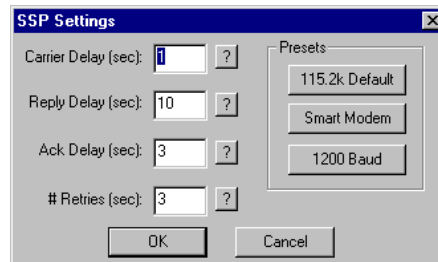 SSP Settings
Carrier Delay (sec): 1 ?
Reply Delay (sec): 10 ?
Ack Delay (sec): 3 ?
# Retries (sec): 3 ?
Presets
115.2k Default
Smart Modem
1200 Baud
OK Cancel